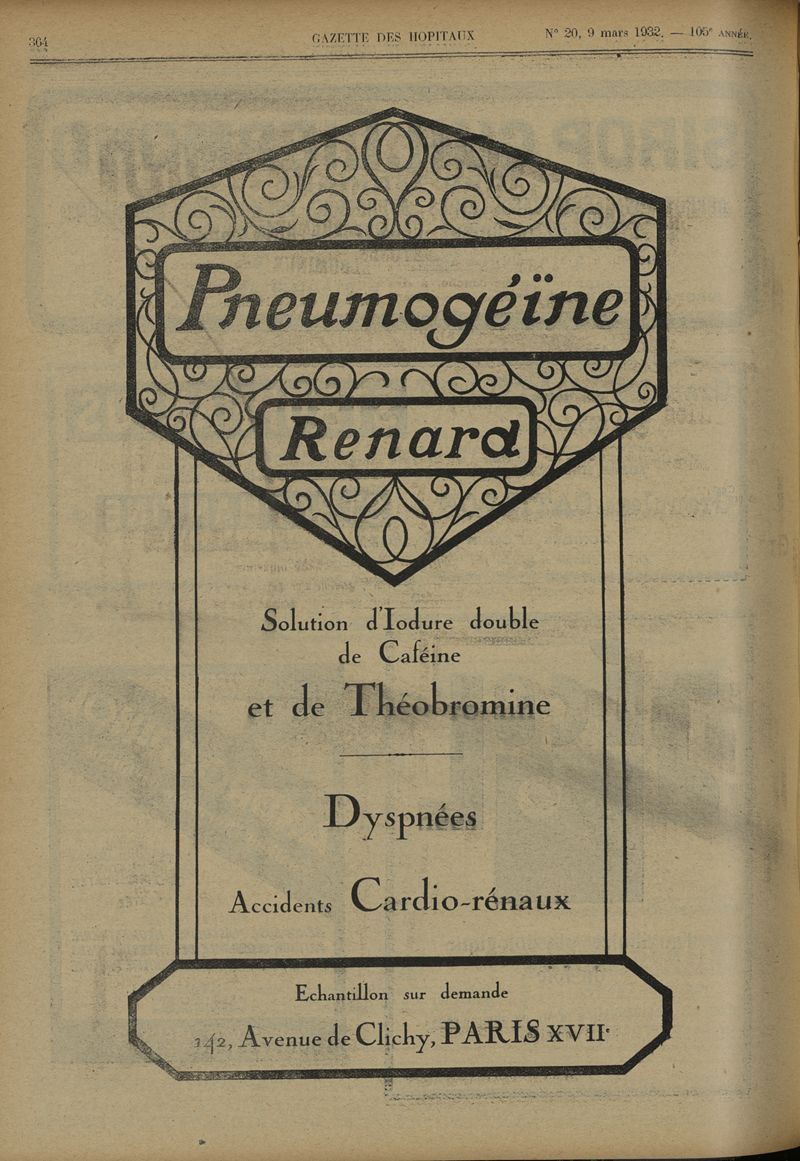 364
GAZETTE DES HOPITAUX
N° 20, 9 mars 1932. — 105e ANNÉE.
Pneumogéïne
Renard
Solution d'Iodure double
de Caféine
et de Théobromine
Dyspnées
Accidents Cardio-rénaux
Echantillon sur demande
142, Avenue de Clichy, PARIS XVIIe